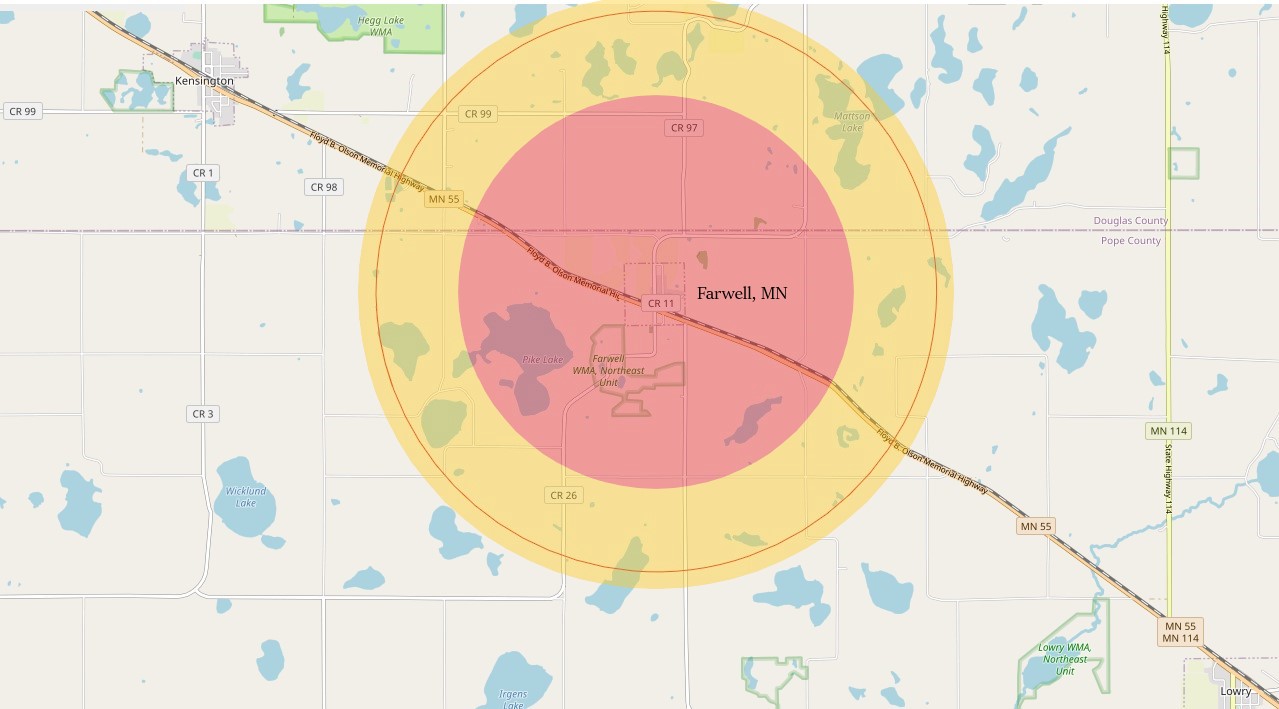 Hegg Lake
WMA
Highway 114
Kensington
CR 99
CR 99
Mattson
Lake
CR 97
Floyd B. Olson Memorial Highway
CR 1
CR 98
MN 55
Douglas County
Pope County
Floyd B. Olson Memorial Hig
CR 11
Farwell, MN
Pike Lake
Farwell
WMA, Northeast
Unit
CR 3
MN 114
Floyd B. Olson Memorial Highway
State Highway 114
Wicklund
Lake
CR 26
MN 55
MN 55
MN 114
Lowry WMA,
Northeast
Unit
Irgens
Lake
Lowry